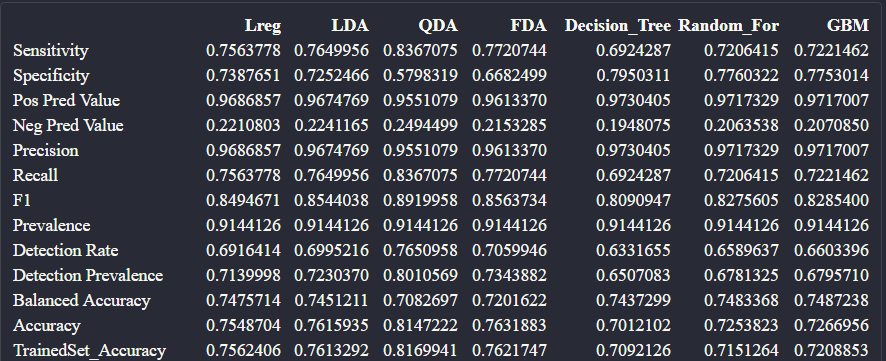 Lreg LDA QDA FDA Decision_Tree Random_For GBM
Sensitivity 0.7563778 0.7649956 0.8367075 0.7720744 0.6924287 0.7206415 0.7221462
Specificity 0.7387651 0.7252466 0.5798319 0.6682499 0.7950311 0.7760322 0.7753014
Pos Pred Value 0.9686857 0.9674769 0.9551079 0.9613370 0.9730405 0.9717329 0.9717007
Neg Pred Value 0.2210803 0.2241165 0.2494499 0.2153285 0.1948075 0.2063538 0.2070850
Precision 0.9686857 0.9674769 0.9551079 0.9613370 0.9730405 0.9717329 0.9717007
Recall 0.7563778 0.7649956 0.8367075 0.7720744 0.6924287 0.7206415 0.7221462
F1 0.8494671 0.8544038 0.8919958 0.8563734 0.8090947 0.8275605 0.8285400
Prevalence 0.9144126 0.9144126 0.9144126 0.9144126 0.9144126 0.9144126 0.9144126
Detection Rate 0.6916414 0.6995216 0.7650958 0.7059946 0.6331655 0.6589637 0.6603396
Detection Prevalence 0.7139998 0.7230370 0.8010569 0.7343882 0.6507083 0.6781325 0.6795710
Balanced Accuracy 0.7475714 0.7451211 0.7082697 0.7201622 0.7437299 0.7483368 0.7487238
Accuracy 0.7548704 0.7615935 0.8147222 0.7631883 0.7012102 0.7253823 0.7266956
TrainedSet_Accuracy 0.7562406 0.7613292 0.8169941 0.7621747 0.7092126 0.7151264 0.7208853